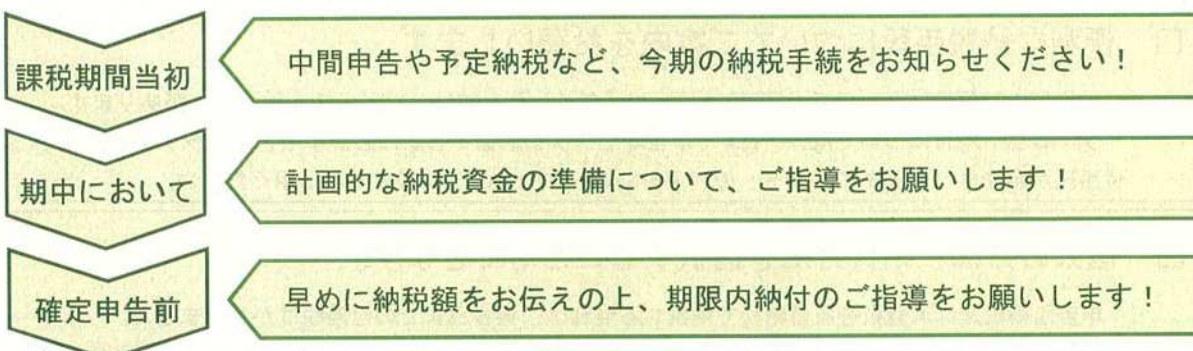 課税期間当初
中間申告や予定納税など、今期の納税手続をお知らせください！
期中において
計画的な納税資金の準備について、ご指導をお願いします！
確定申告前
早めに納税額をお伝えの上、期限内納付のご指導をお願いします！